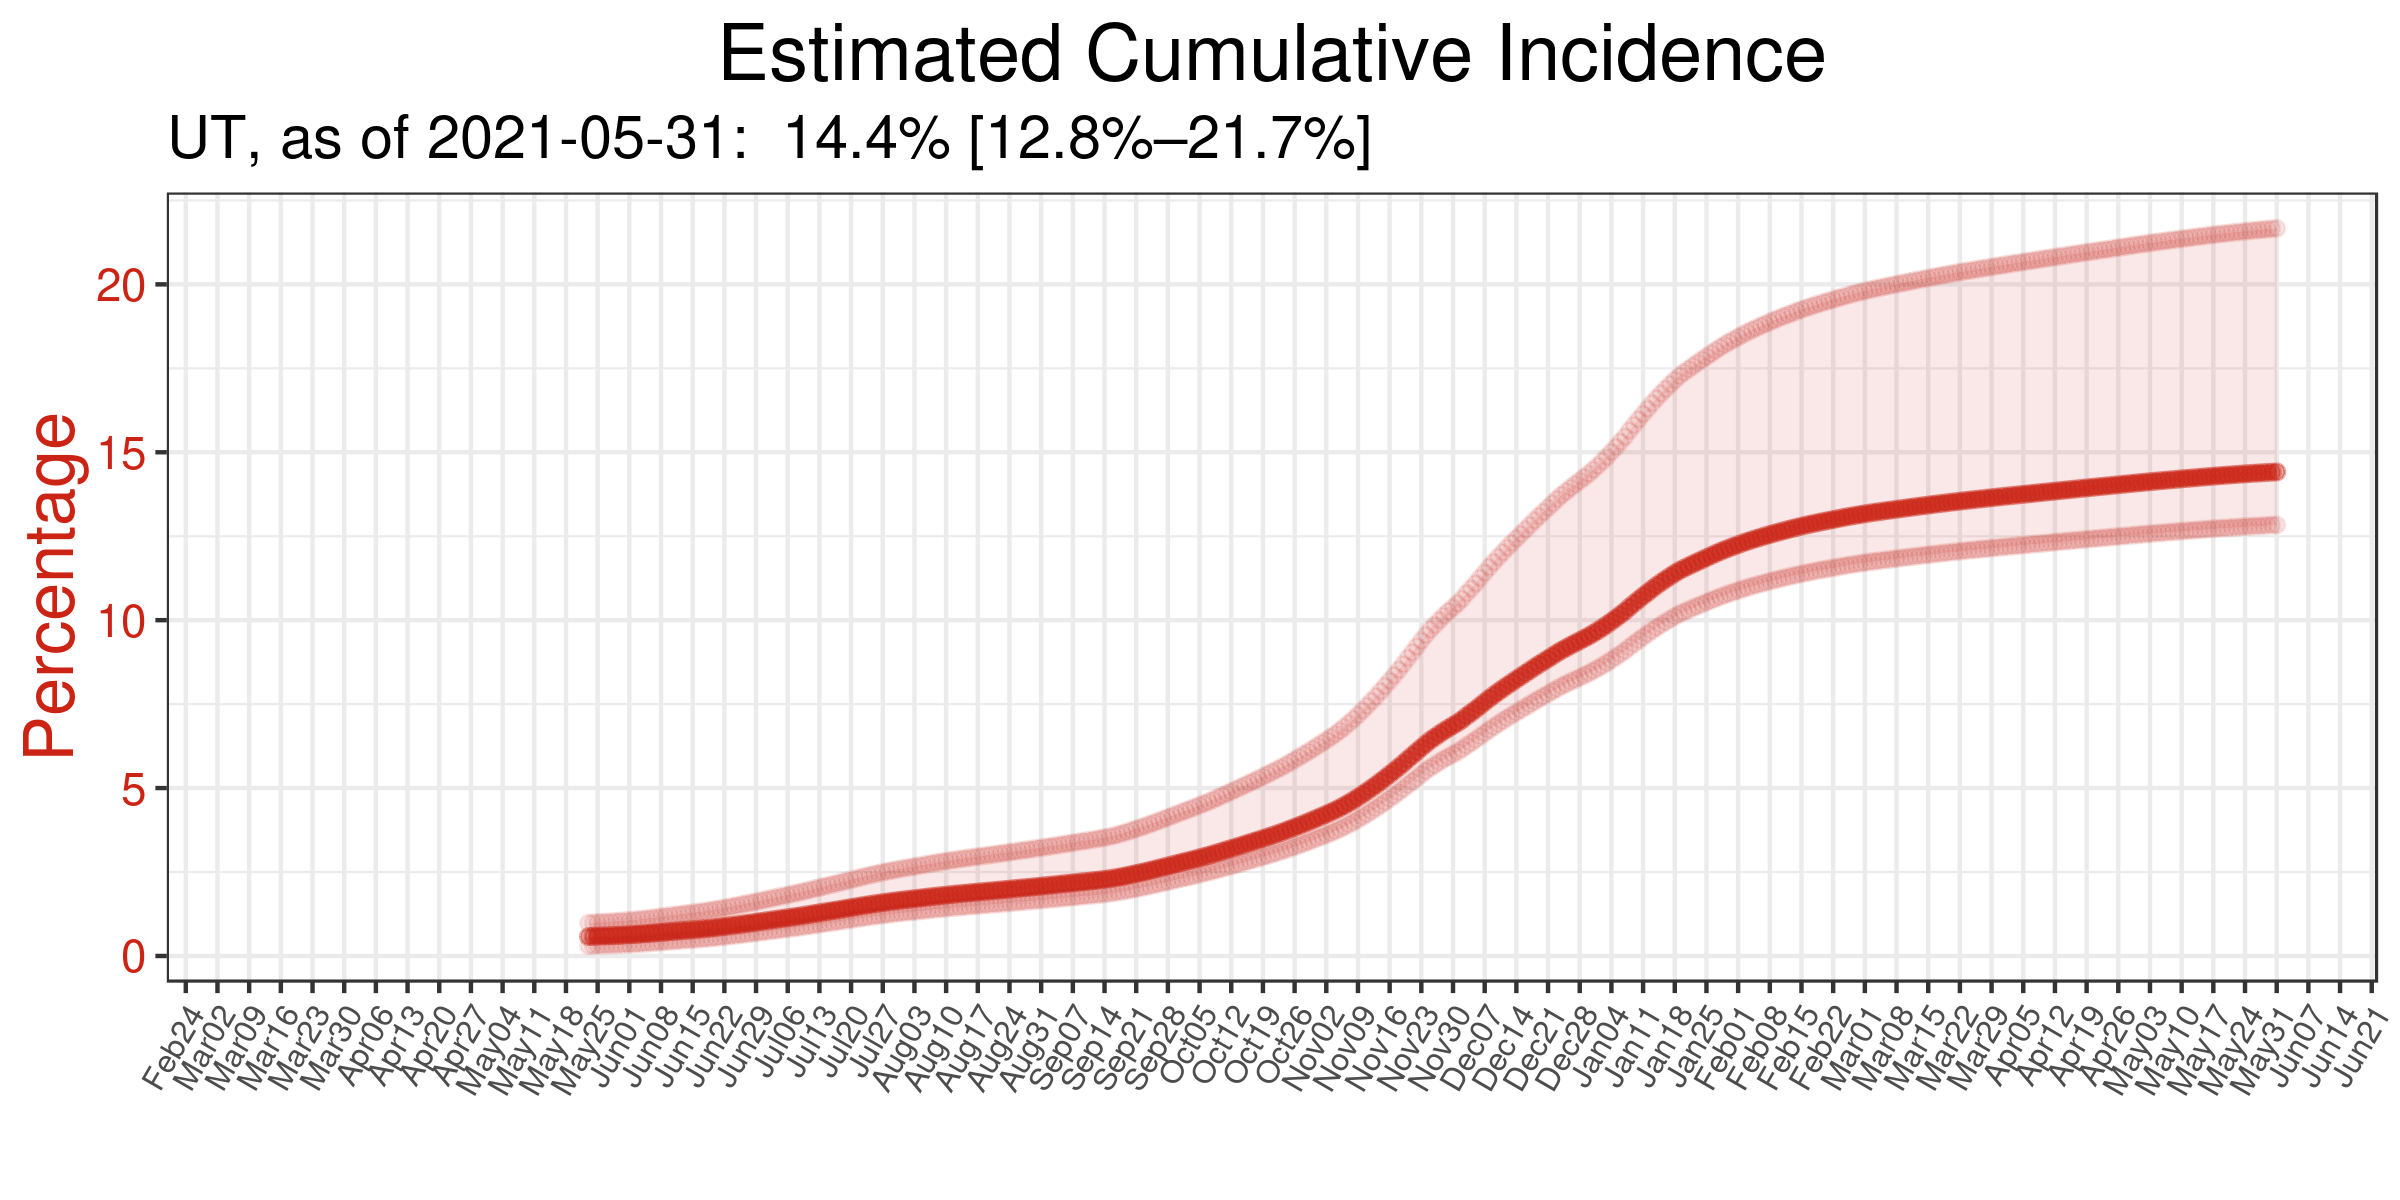 Estimated Cumulative Incidence
UT, as of 2021-05-31:  14.4% [12.8%–21.7%]
Percentage
20
15
10
5
0
Feb24
Mar02
Mar09
Mar16
Mar23
Mar30
Apr06
Apr13
Apr20
Apr27
May04
May11
May18
May25
Jun01
Jun08
Jun15
Jun22
Jun29
Jul06
Jul13
Jul20
Jul27
Aug03
Aug10
Aug17
Aug24
Aug31
Sep07
Sep14
Sep21
Sep28
Oct05
Oct12
Oct19
Oct26
Nov02
Nov09
Nov16
Nov23
Nov30
Dec07
Dec14
Dec21
Dec28
Jan04
Jan11
Jan18
Jan25
Feb01
Feb08
Feb15
Feb22
Mar01
Mar08
Mar15
Mar22
Mar29
Apr05
Apr12
Apr19
Apr26
May03
May10
May17
May24
May31
Jun07
Jun14
Jun21